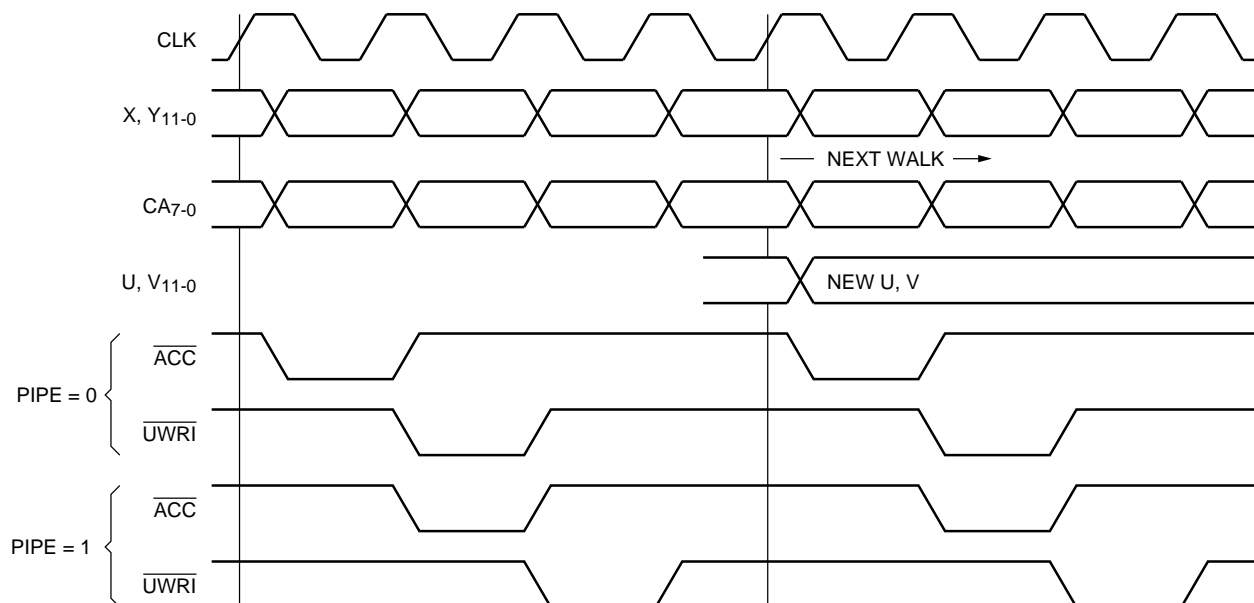 CLK
X, Y11-0
NEXT WALK
CA7-0
U, V11-0
NEW U, V
ACC
PIPE = 0
UWRI
ACC
PIPE = 1
UWRI